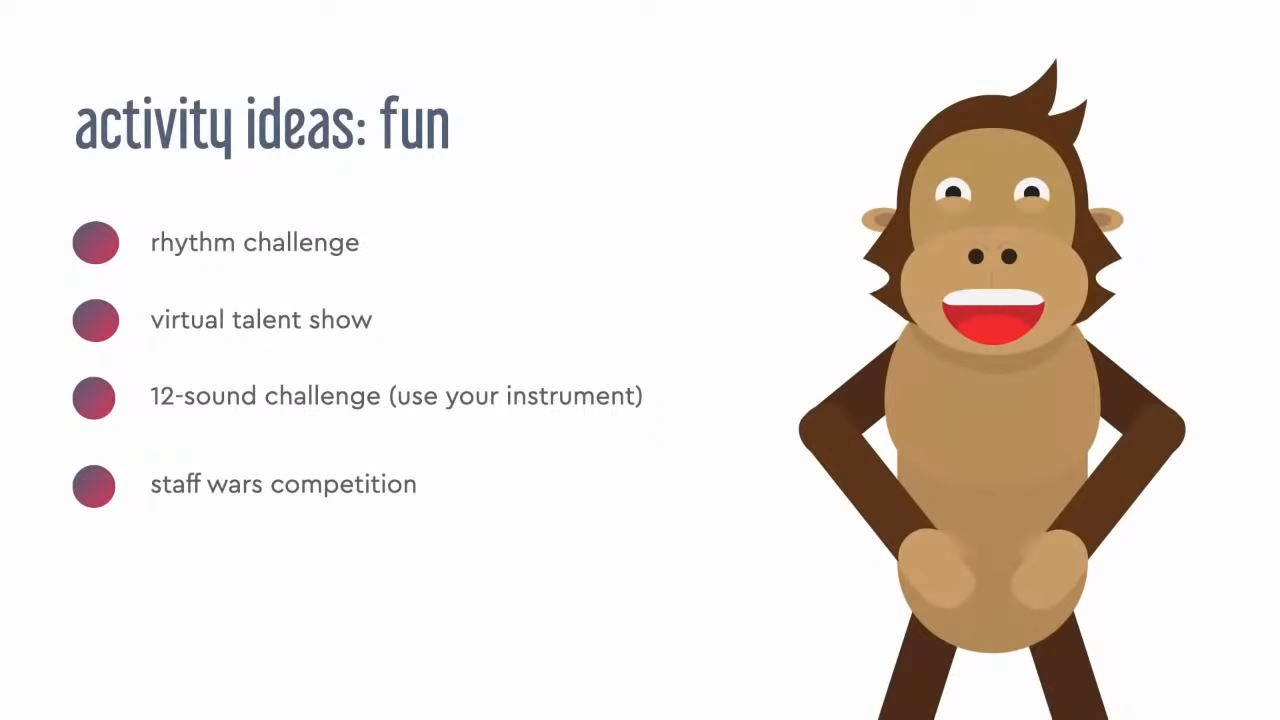 activity ideas: fun
rhythm challenge
virtual talent show
12-sound challenge (use your instrument)
staff wars competition